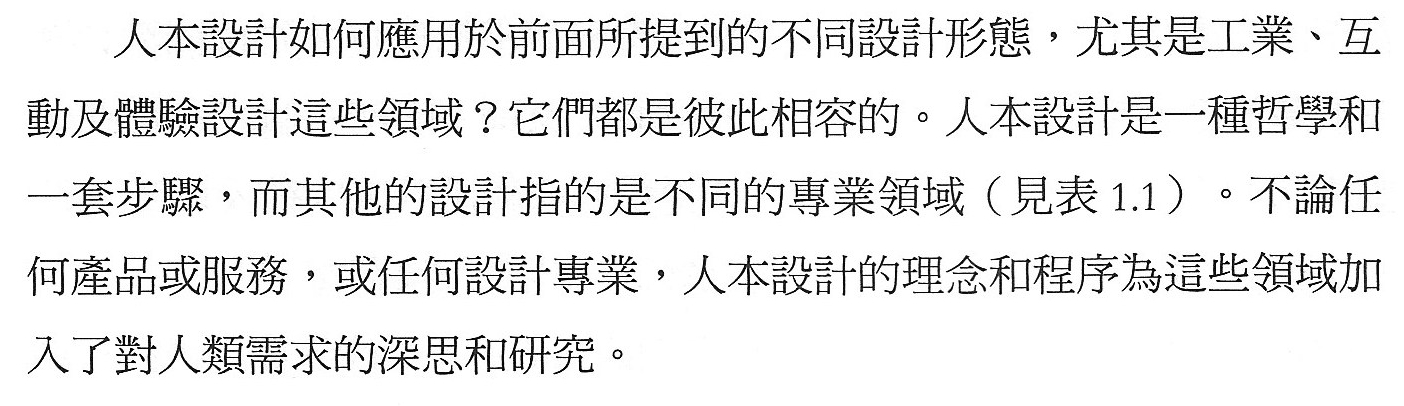 人本設計如何應用於前面所提到的不同設計形態，尤其是工業、互
動及體驗設計這些領域？它們都是彼此相容的。人本設計是一種哲學和
一套步驟，而其他的設計指的是不同的專業領域（見表 1.1）。不論任
何產品或服務，或任何設計專業，人本設計的理念和程序為這些領域加
入了對人類需求的深思和研究。